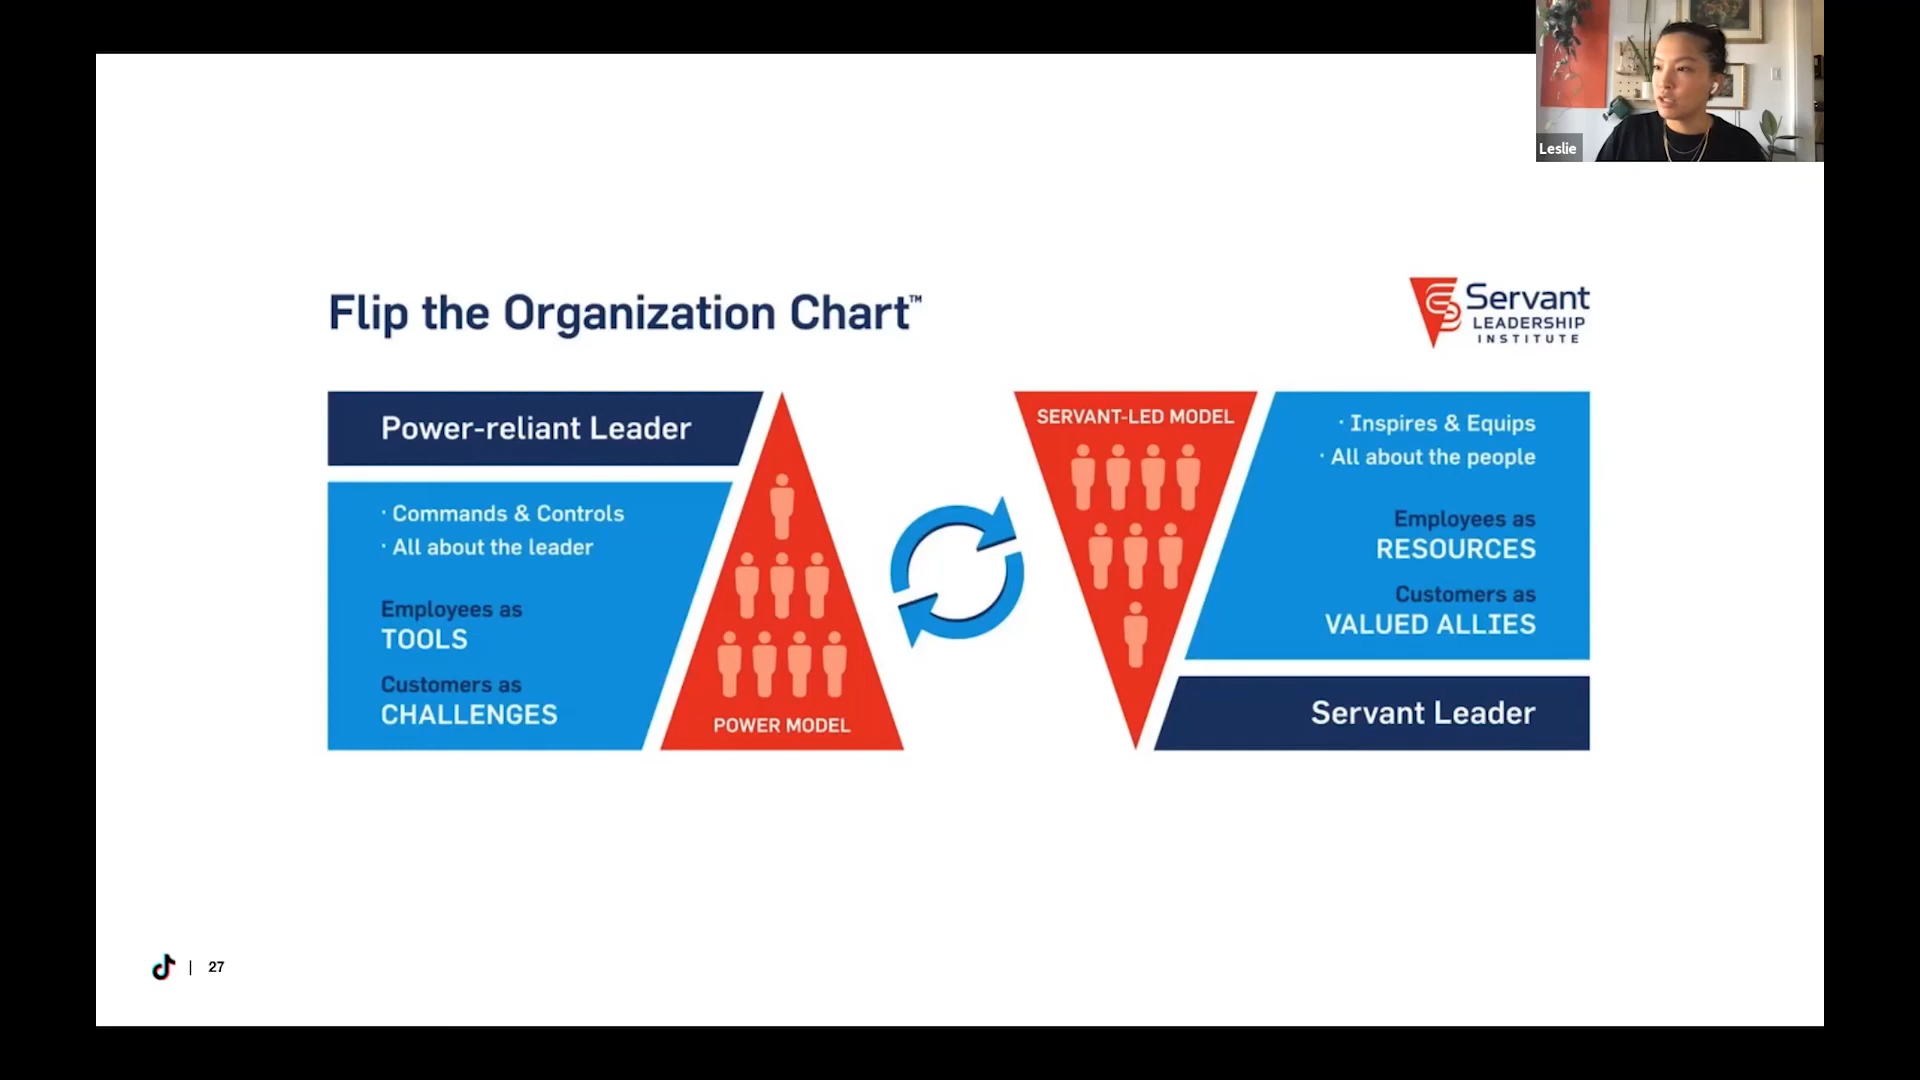 Leslie
Flip the Organization Chart™
Servant
LEADERSHIP
INSTITUTE
Power-reliant Leader
· Commands & Controls
· All about the leader
Employees as
TOOLS
Customers as
CHALLENGES
POWER MODEL
SERVANT-LED MODEL
· Inspires & Equips
· All about the people
Employees as
RESOURCES
Customers as
VALUED ALLIES
Servant Leader
| 27